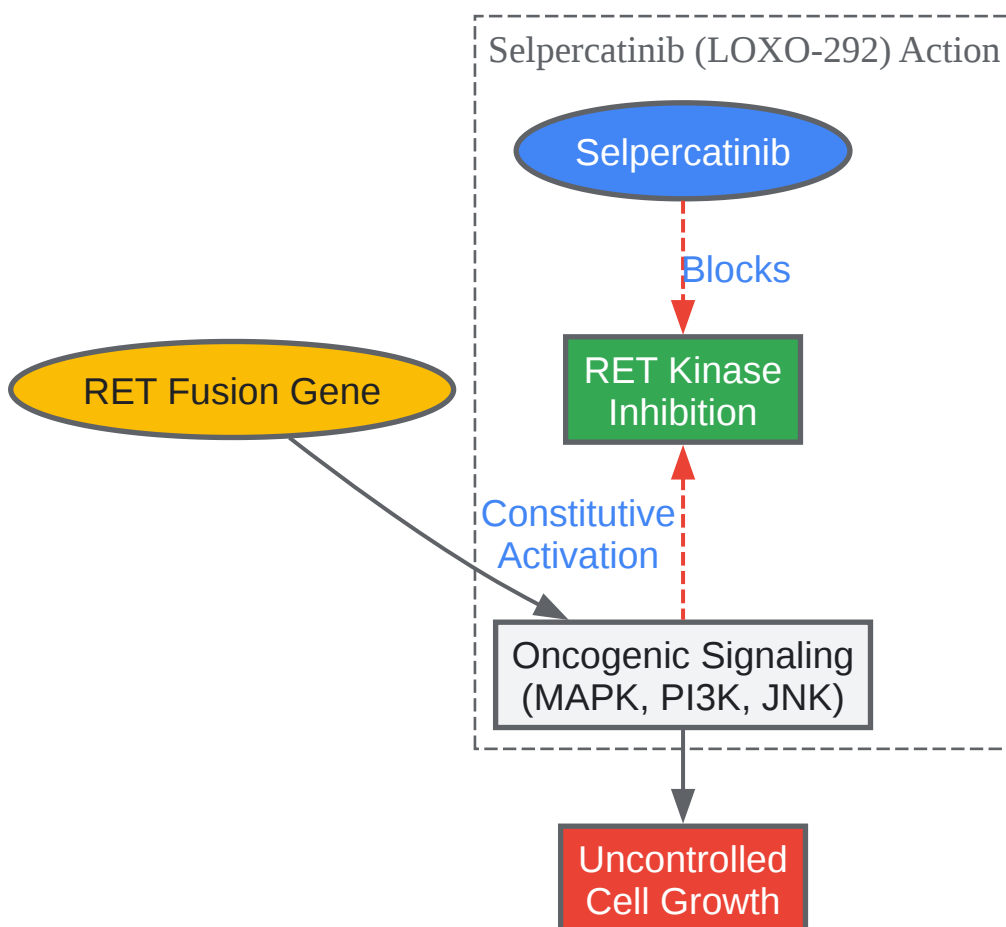 Selpercatinib (LOXO-292) Action
Selpercatinib
Blocks
RET Kinase
Inhibition
RET Fusion Gene
Constitutive
Activation
Oncogenic Signaling
(MAPK, PI3K, JNK)
Uncontrolled
Cell Growth